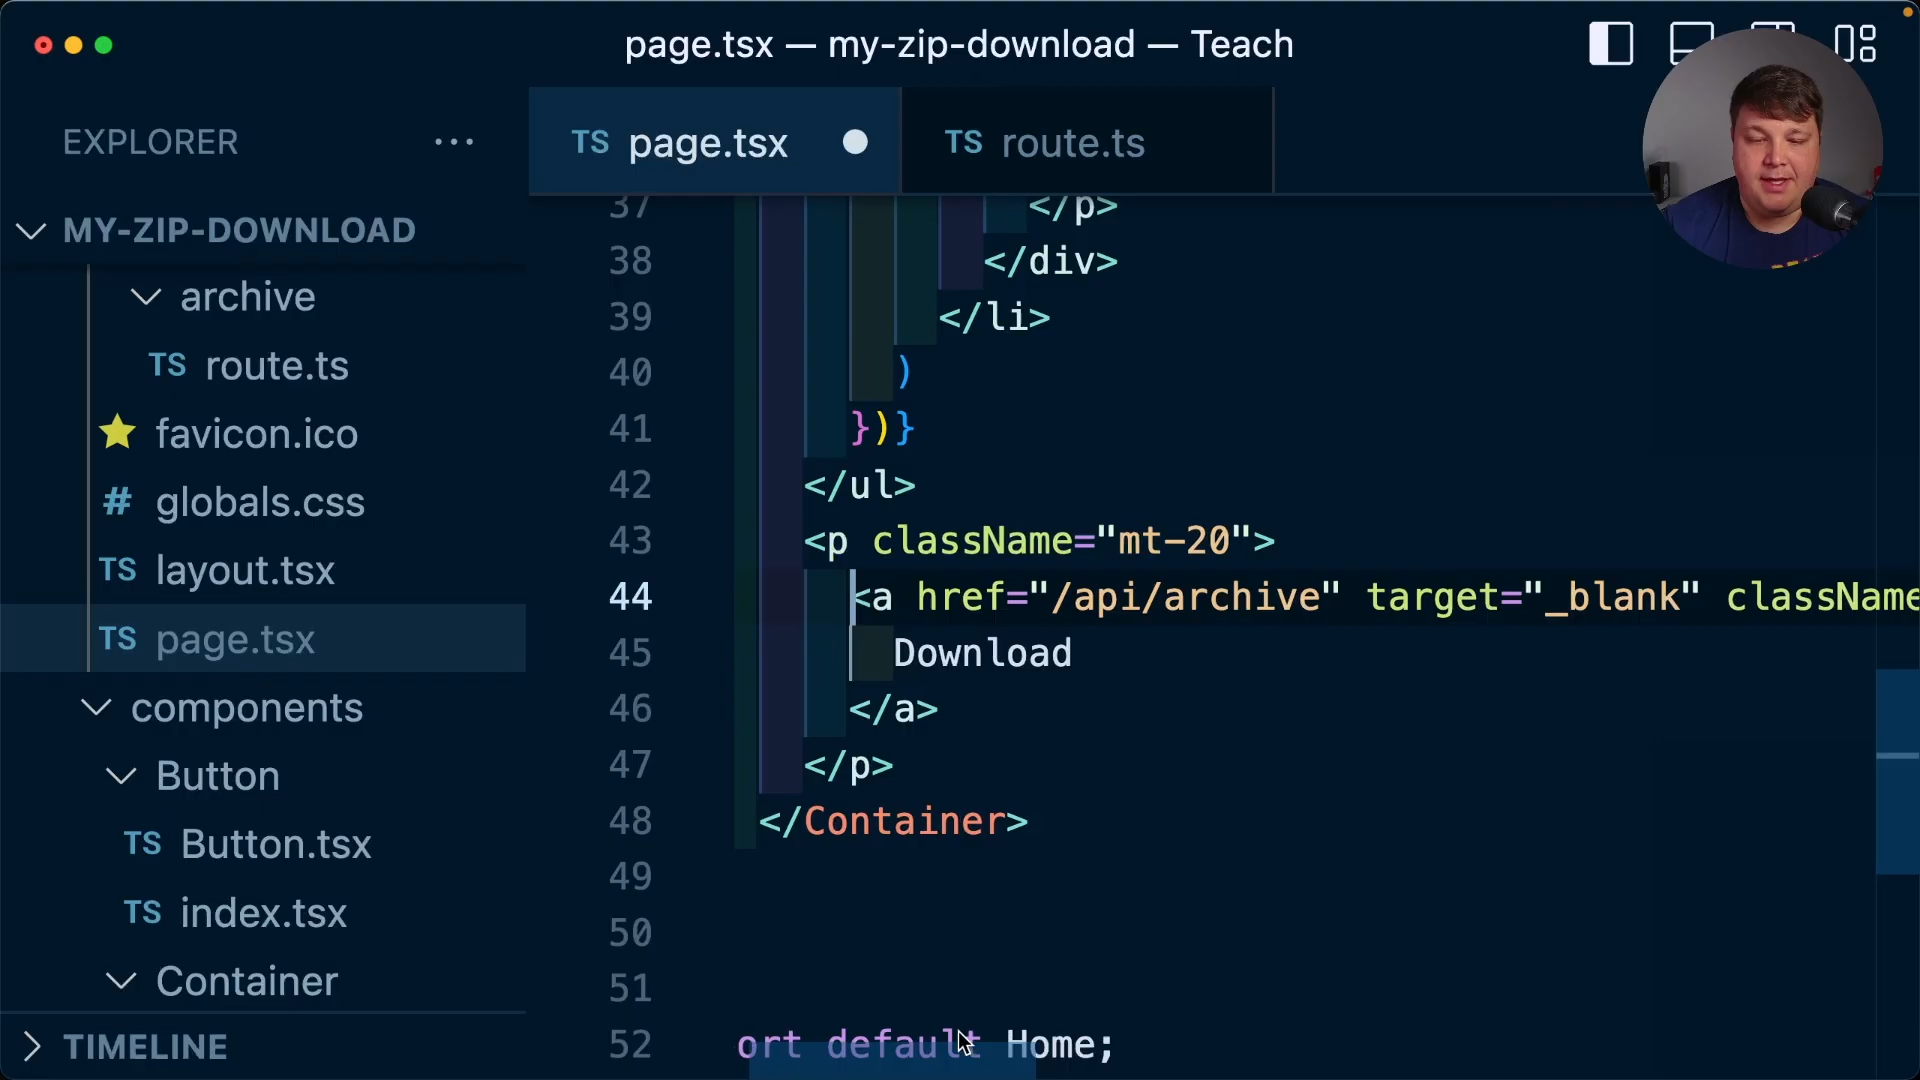 page.tsx — my-zip-download — Teach
EXPLORER ...
MY-ZIP-DOWNLOAD
archive
TS route.ts
favicon.ico
# globals.css
TS layout.tsx
TS page.tsx
components
Button
TS Button.tsx
TS index.tsx
Container
TIMELINE
TS page.tsx
TS route.ts
37 </p>
38 </div>
39 </li>
40 )
41 })}
42 </ul>
43 <p className="mt-20">
44 <a href="/api/archive" target="_blank" className
45 Download
46 </a>
47 </p>
48 </Container>
49
50
51
52 ort default Home;